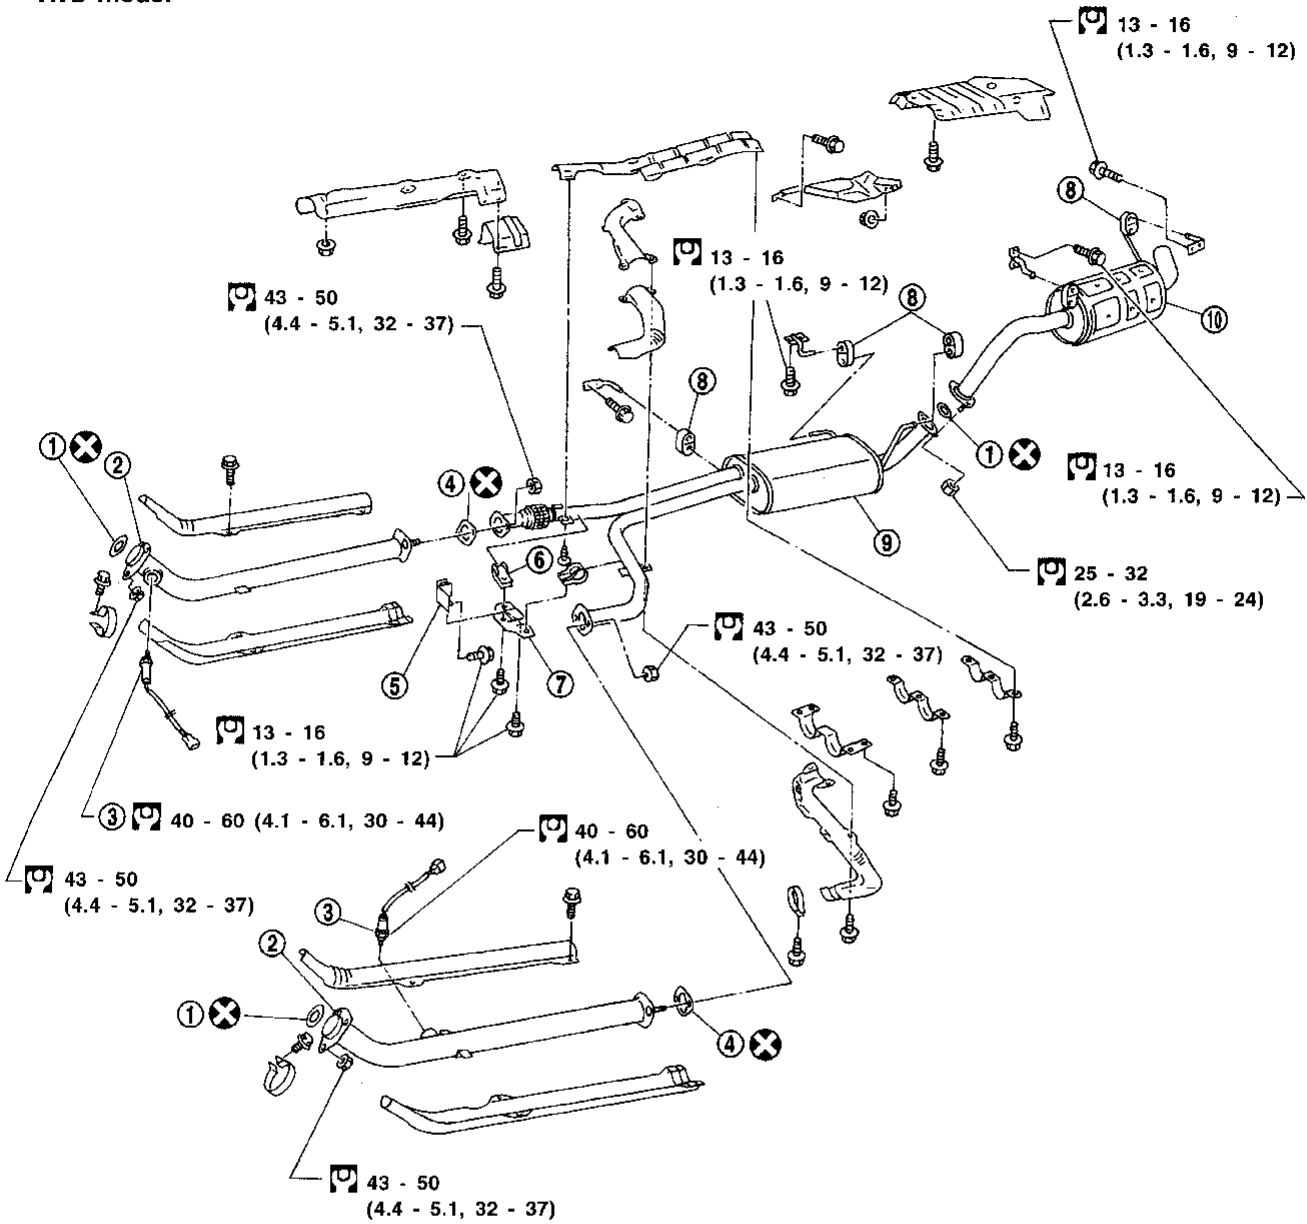 13 - 16
(1.3 - 1.6, 9 - 12)
8
13 - 16
(1.3 - 1.6, 9 - 12)
43 - 50
(4.4 - 5.1, 32 - 37)
8
10
8
1
2
4
1
13 - 16
(1.3 - 1.6, 9 - 12)
9
6
25 - 32
(2.6 - 3.3, 19 - 24)
43 - 50
(4.4 - 5.1, 32 - 37)
5
7
13 - 16
(1.3 - 1.6, 9 - 12)
3
40 - 60 (4.1 - 6.1, 30 - 44)
40 - 60
(4.1 - 6.1, 30 - 44)
43 - 50
(4.4 - 5.1, 32 - 37)
3
2
1
4
43 - 50
(4.4 - 5.1, 32 - 37)